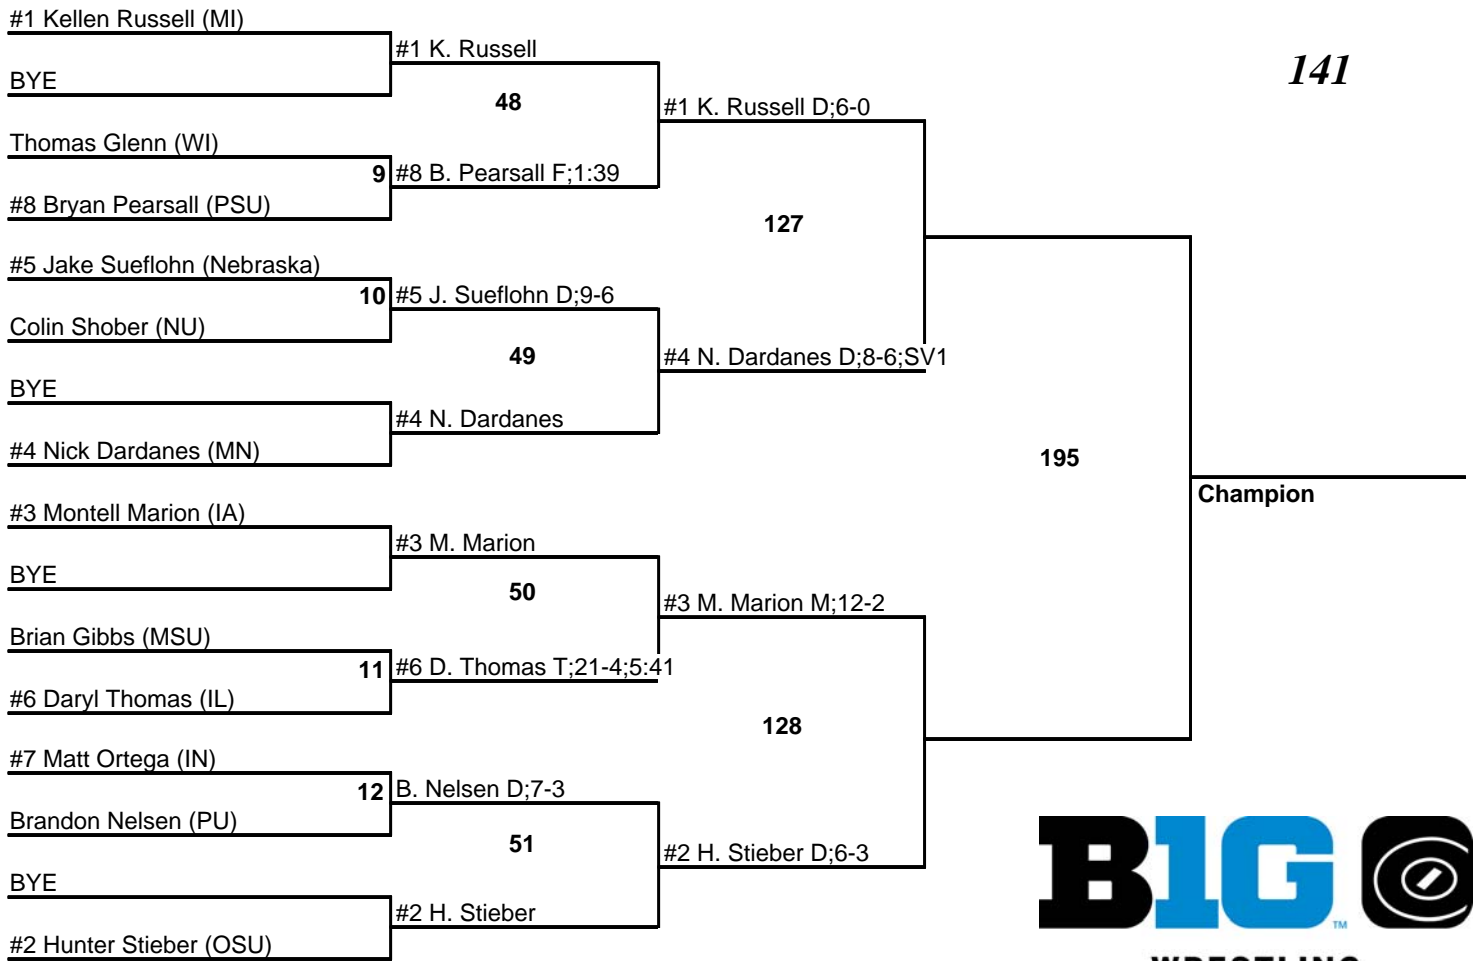 #1 Kellen Russell (MI)
#1 K. Russell
141
BYE
48
#1 K. Russell D;6-0
Thomas Glenn (WI)
9
#8 B. Pearsall F;1:39
#8 Bryan Pearsall (PSU)
127
#5 Jake Sueflohn (Nebraska)
10
#5 J. Sueflohn D;9-6
Colin Shober (NU)
49
#4 N. Dardanes D;8-6;SV1
BYE
#4 N. Dardanes
#4 Nick Dardanes (MN)
195
Champion
#3 Montell Marion (IA)
#3 M. Marion
BYE
50
#3 M. Marion M;12-2
Brian Gibbs (MSU)
11
#6 D. Thomas T;21-4;5:41
#6 Daryl Thomas (IL)
128
#7 Matt Ortega (IN)
12
B. Nelsen D;7-3
Brandon Nelsen (PU)
51
#2 H. Stieber D;6-3
BYE
#2 H. Stieber
#2 Hunter Stieber (OSU)
B1G
TM
WRESTLING